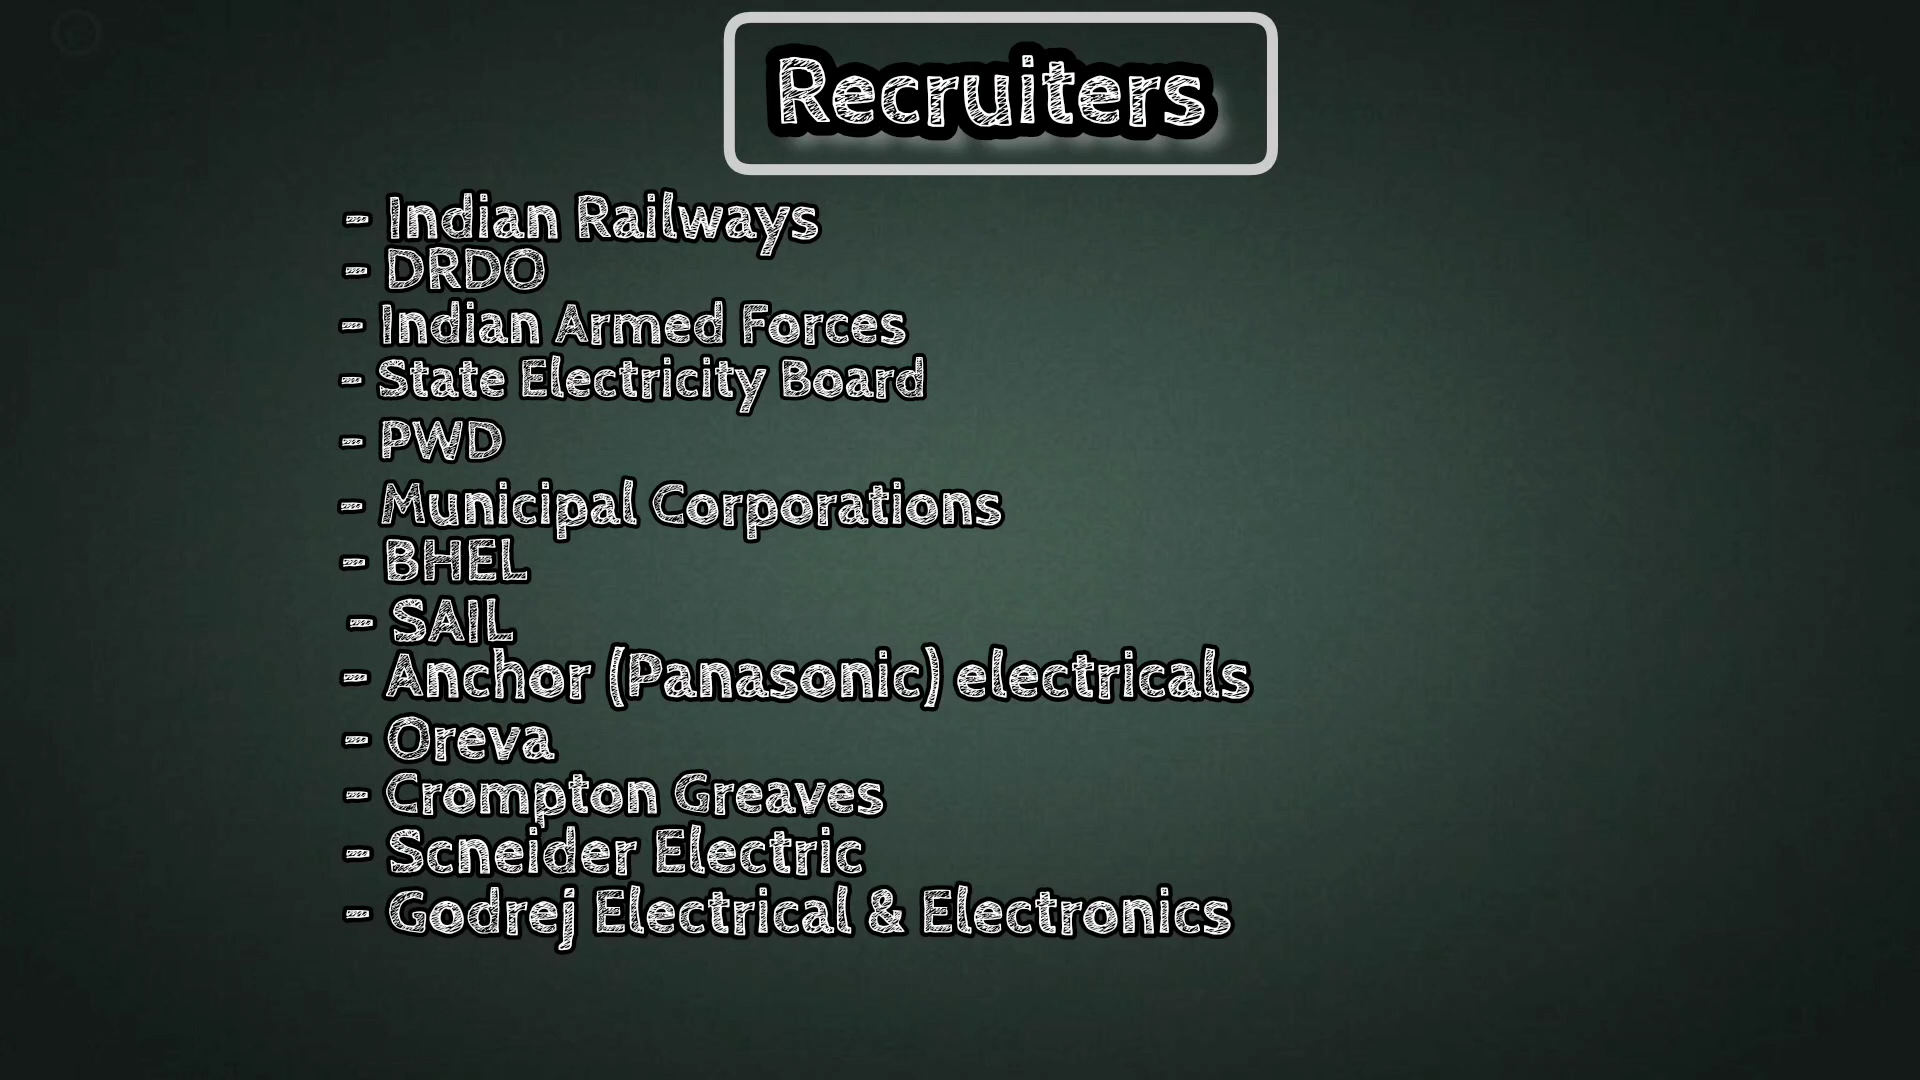 Recruiters
- Indian Railways
- DRDO
- Indian Armed Forces
- State Electricity Board
- PWD
- Municipal Corporations
- BHEL
- SAIL
- Anchor (Panasonic) electricals
- Oreva
- Crompton Greaves
- Scneider Electric
- Godrej Electrical & Electronics